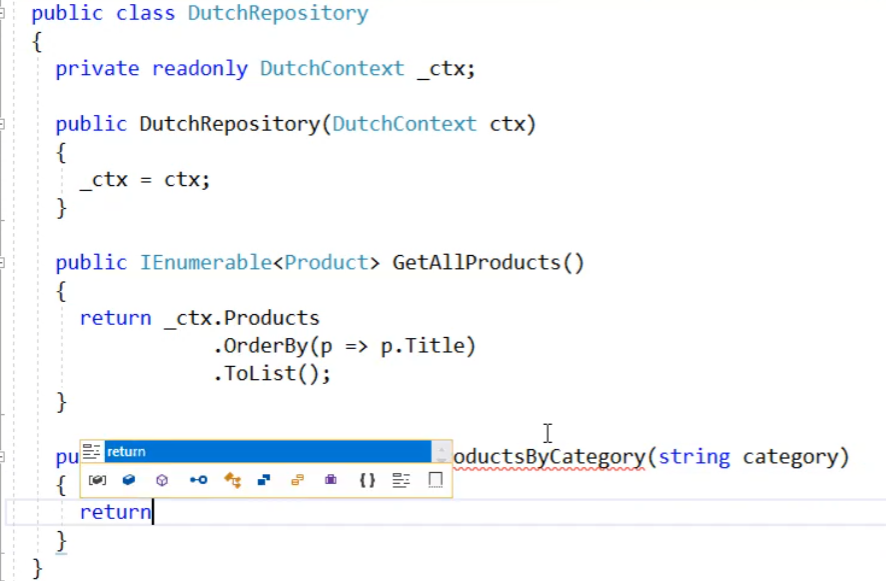 public class DutchRepository
{
private readonly DutchContext _ctx;
public DutchRepository(DutchContext ctx)
{
_ctx = ctx;
}
public IEnumerable<Product> GetAllProducts()
{
return _ctx.Products
.OrderBy(p => p.Title)
.ToList();
}
pu
return
oductsByCategory(string category)
{
{ }
return
}
}